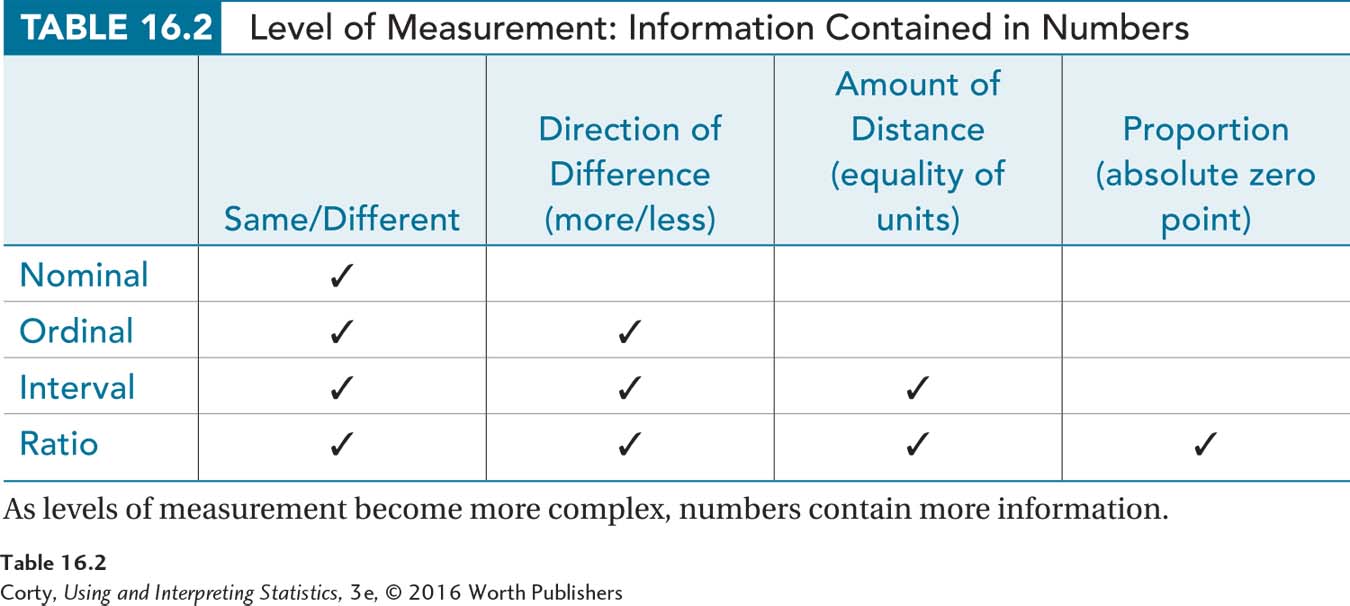 TABLE 16.2 Level of Measurement: Information Contained in Numbers
Same/Different
Direction of
Difference
(more/less)
Amount of
Distance
(equality of
units)
Proportion
(absolute zero
point)
Nominal ✓
Ordinal ✓ ✓
Interval ✓ ✓ ✓
Ratio ✓ ✓ ✓ ✓
As levels of measurement become more complex, numbers contain more information.
Table 16.2
Corty, Using and Interpreting Statistics, 3e, © 2016 Worth Publishers